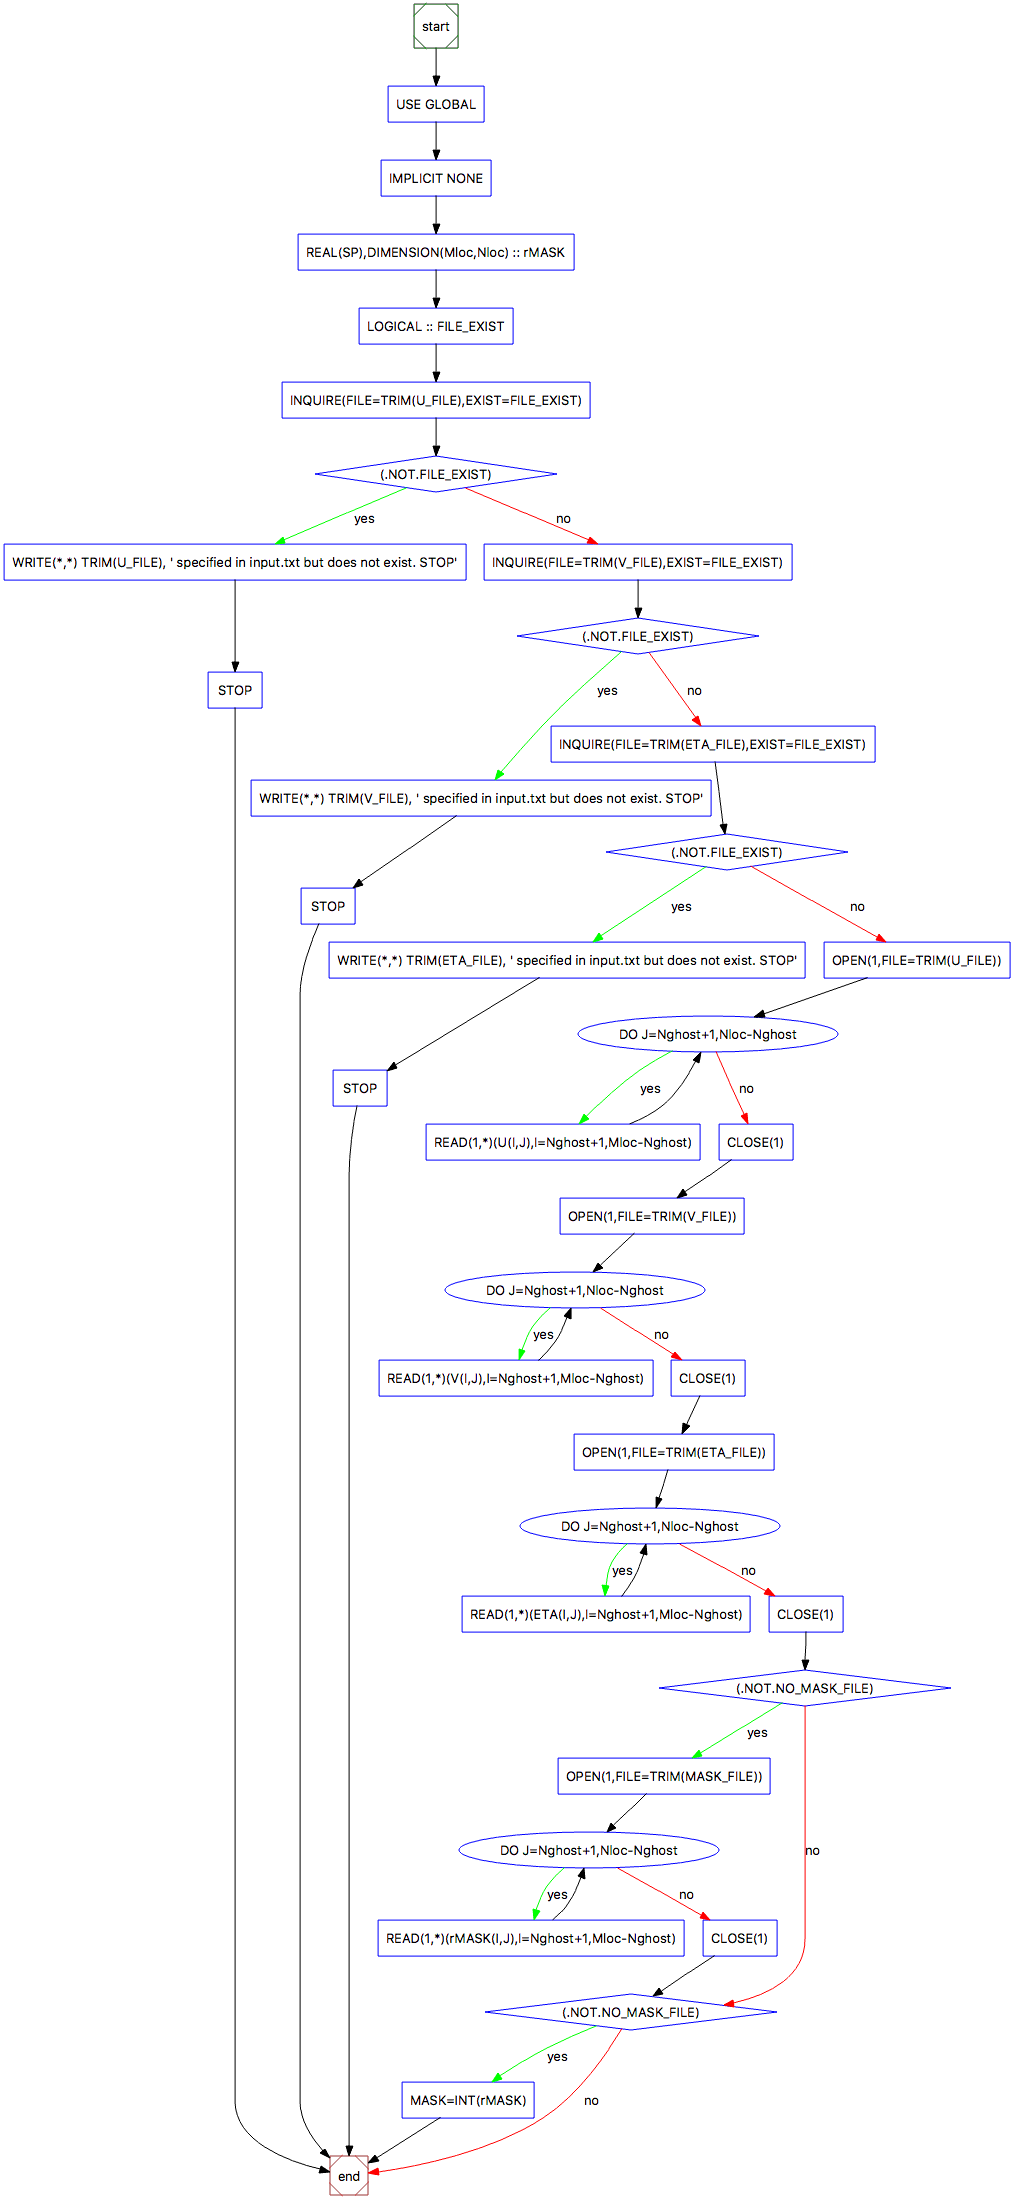 start
USE GLOBAL
IMPLICIT NONE
REAL(SP),DIMENSION(Mloc,Nloc) :: rMASK
LOGICAL :: FILE_EXIST
INQUIRE(FILE=TRIM(U_FILE),EXIST=FILE_EXIST)
(.NOT.FILE_EXIST)
yes
no
WRITE(*,*) TRIM(U_FILE), ' specified in input.txt but does not exist. STOP'
INQUIRE(FILE=TRIM(V_FILE),EXIST=FILE_EXIST)
(.NOT.FILE_EXIST)
STOP
yes
no
INQUIRE(FILE=TRIM(ETA_FILE),EXIST=FILE_EXIST)
WRITE(*,*) TRIM(V_FILE), ' specified in input.txt but does not exist. STOP'
(.NOT.FILE_EXIST)
STOP
yes
no
WRITE(*,*) TRIM(ETA_FILE), ' specified in input.txt but does not exist. STOP'
OPEN(1,FILE=TRIM(U_FILE))
DO J=Nghost+1,Nloc-Nghost
STOP
yes
no
READ(1,*)(U(I,J),I=Nghost+1,Mloc-Nghost)
CLOSE(1)
OPEN(1,FILE=TRIM(V_FILE))
DO J=Nghost+1,Nloc-Nghost
yes
no
READ(1,*)(V(I,J),I=Nghost+1,Mloc-Nghost)
CLOSE(1)
OPEN(1,FILE=TRIM(ETA_FILE))
DO J=Nghost+1,Nloc-Nghost
yes
no
READ(1,*)(ETA(I,J),I=Nghost+1,Mloc-Nghost)
CLOSE(1)
(.NOT.NO_MASK_FILE)
yes
OPEN(1,FILE=TRIM(MASK_FILE))
DO J=Nghost+1,Nloc-Nghost
no
yes
no
READ(1,*)(rMASK(I,J),I=Nghost+1,Mloc-Nghost)
CLOSE(1)
(.NOT.NO_MASK_FILE)
yes
MASK=INT(rMASK)
no
end